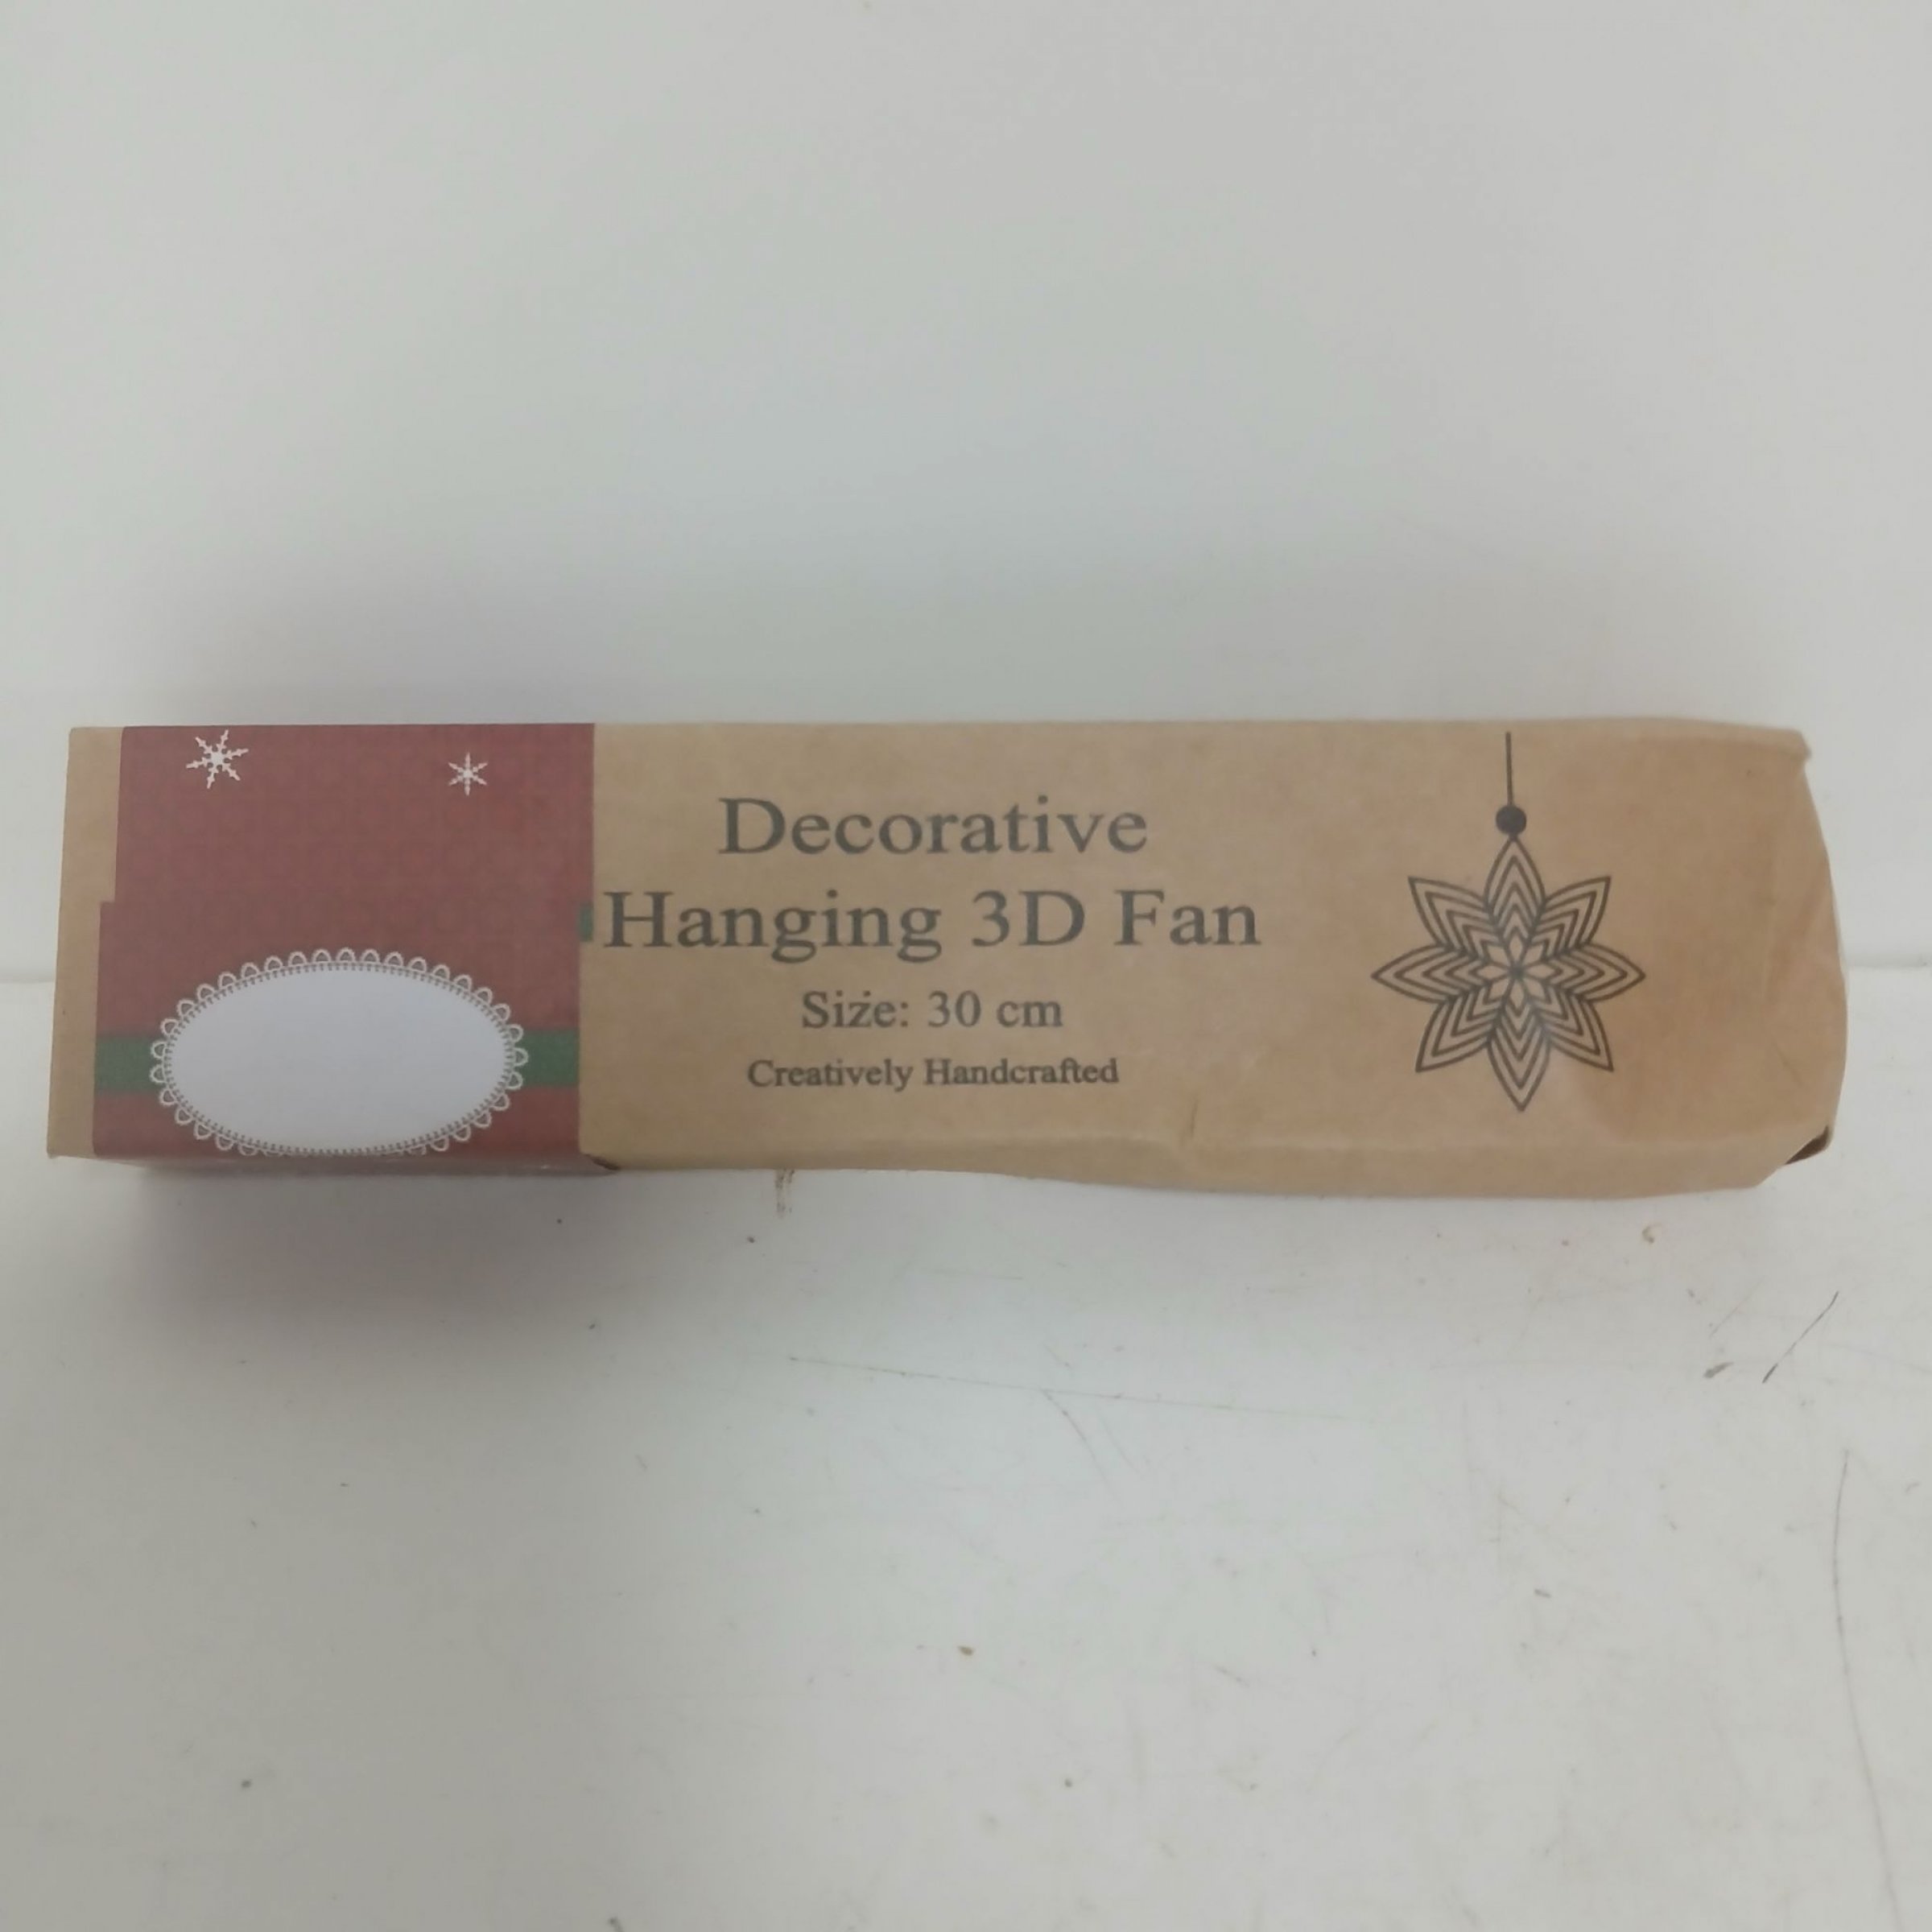 Decorative
Hanging 3D Fan
Size: 30 cm
Creatively Handcrafted